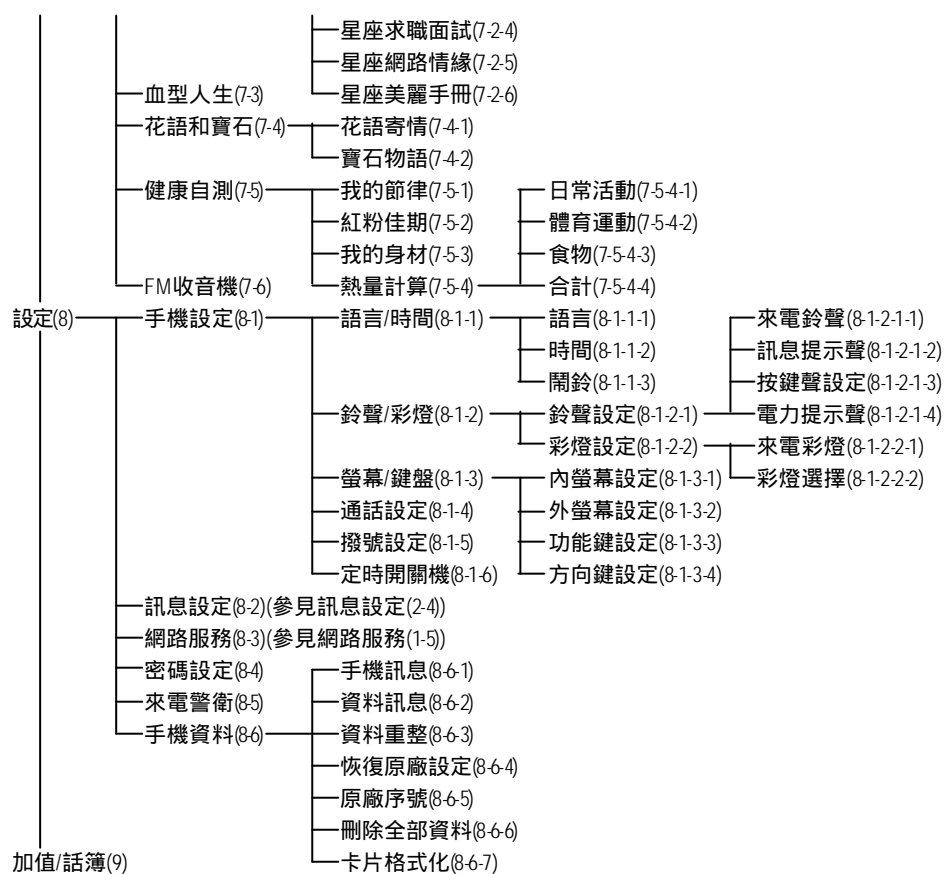 星座求職面試(7-2-4)
星座網路情緣(7-2-5)
血型人生(7-3) 星座美麗手冊(7-2-6)
花語和寶石(7-4) 花語寄情(7-4-1)
寶石物語(7-4-2)
健康自測(7-5) 我的節律(7-5-1) 日常活動(7-5-4-1)
紅粉佳期(7-5-2) 體育運動(7-5-4-2)
我的身材(7-5-3) 食物(7-5-4-3)
FM收音機(7-6) 熱量計算(7-5-4) 合計(7-5-4-4)
設定(8) 手機設定(8-1) 語言/時間(8-1-1) 語言(8-1-1-1) 來電鈴聲(8-1-2-1-1)
時間(8-1-1-2) 訊息提示聲(8-1-2-1-2)
鬧鈴(8-1-1-3) 按鍵聲設定(8-1-2-1-3)
鈴聲/彩燈(8-1-2) 鈴聲設定(8-1-2-1) 電力提示聲(8-1-2-1-4)
彩燈設定(8-1-2-2) 來電彩燈(8-1-2-2-1)
螢幕/鍵盤(8-1-3) 內螢幕設定(8-1-3-1) 彩燈選擇(8-1-2-2-2)
通話設定(8-1-4) 外螢幕設定(8-1-3-2)
撥號設定(8-1-5) 功能鍵設定(8-1-3-3)
定時開關機(8-1-6) 方向鍵設定(8-1-3-4)
訊息設定(8-2)(參見訊息設定(2-4))
網路服務(8-3)(參見網路服務(1-5))
密碼設定(8-4) 手機訊息(8-6-1)
來電警衛(8-5) 資料訊息(8-6-2)
手機資料(8-6) 資料重整(8-6-3)
恢復原廠設定(8-6-4)
原廠序號(8-6-5)
刪除全部資料(8-6-6)
加值/話簿(9) 卡片格式化(8-6-7)